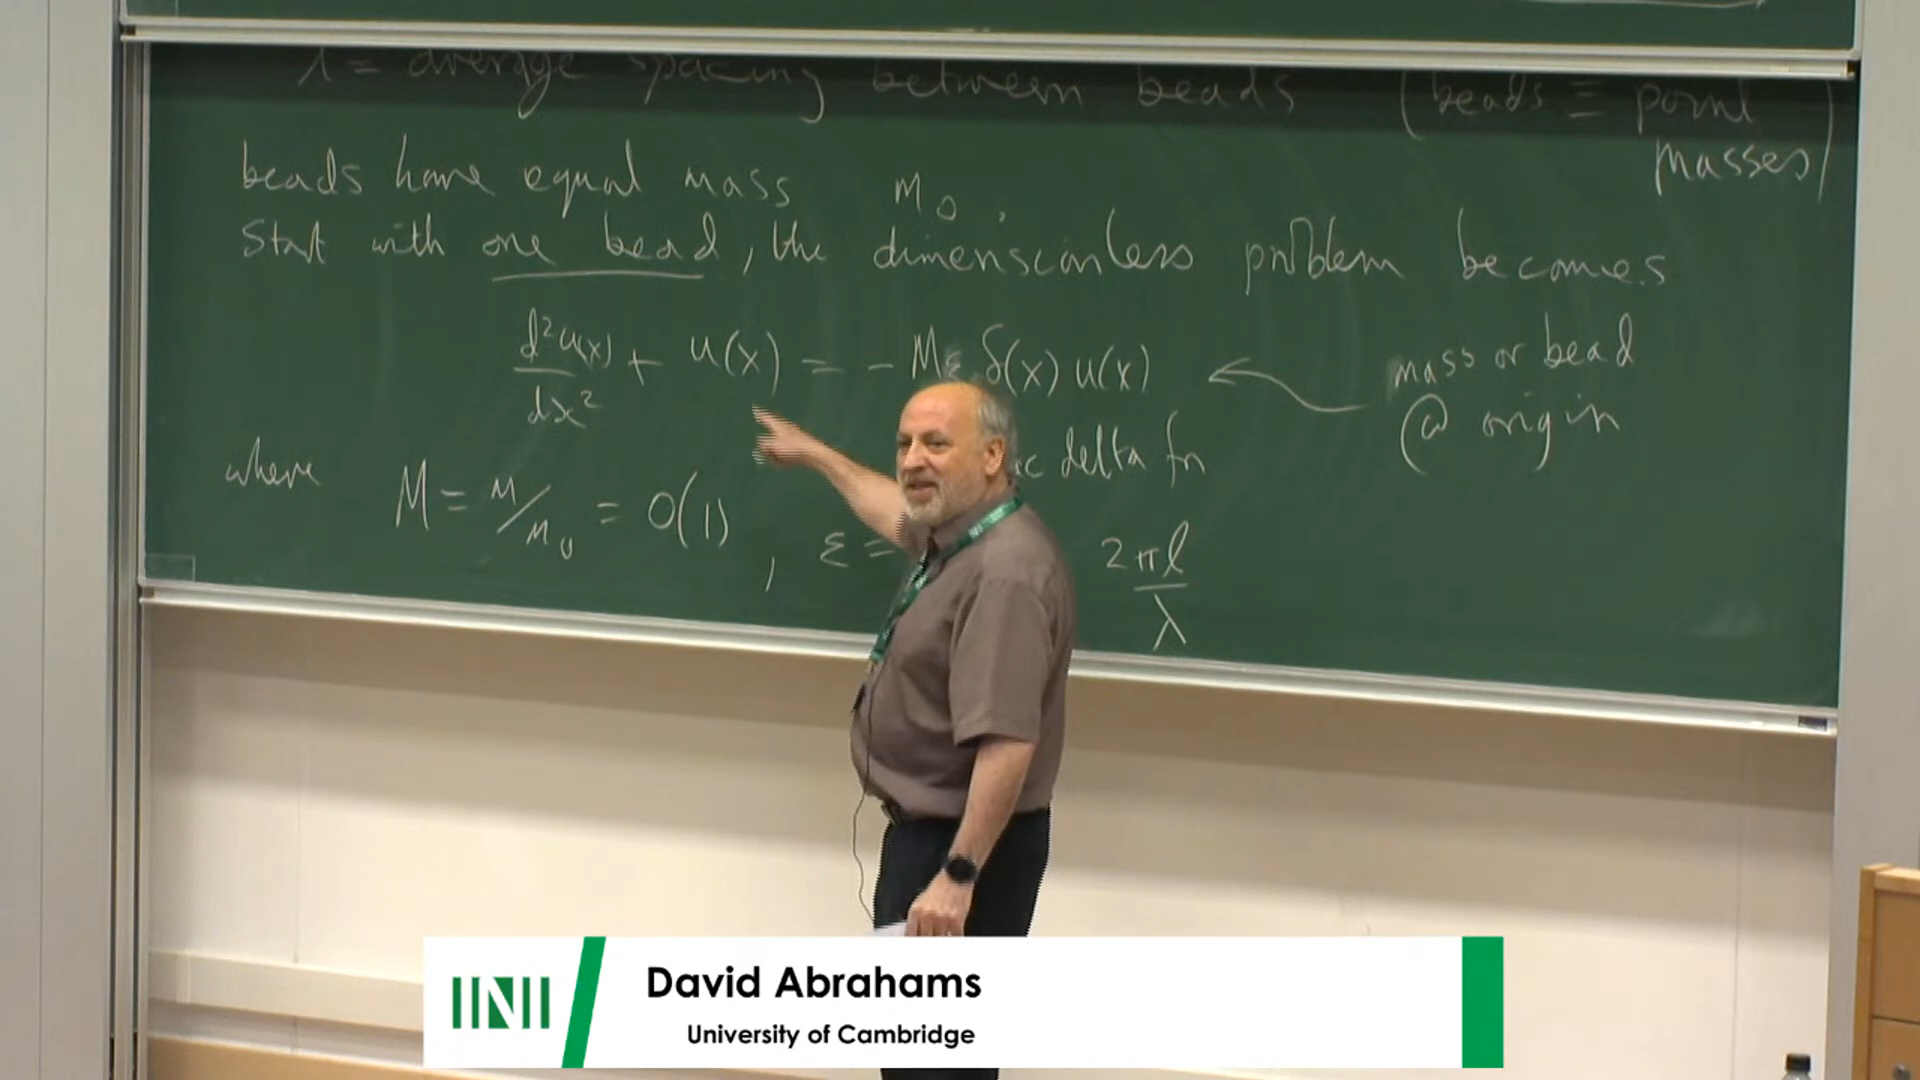 l = average spacing between beads (beads ≡ point
masses)
beads have equal mass M₀.
Start with one bead, the dimensionless problem becomes
d²u(x)/dx² + u(x) = - Mε δ(x) u(x) ← mass or bead
@ origin
delta fn
where M = M/M₀ = O(1), ε = 2πl/λ
INI
David Abrahams
University of Cambridge